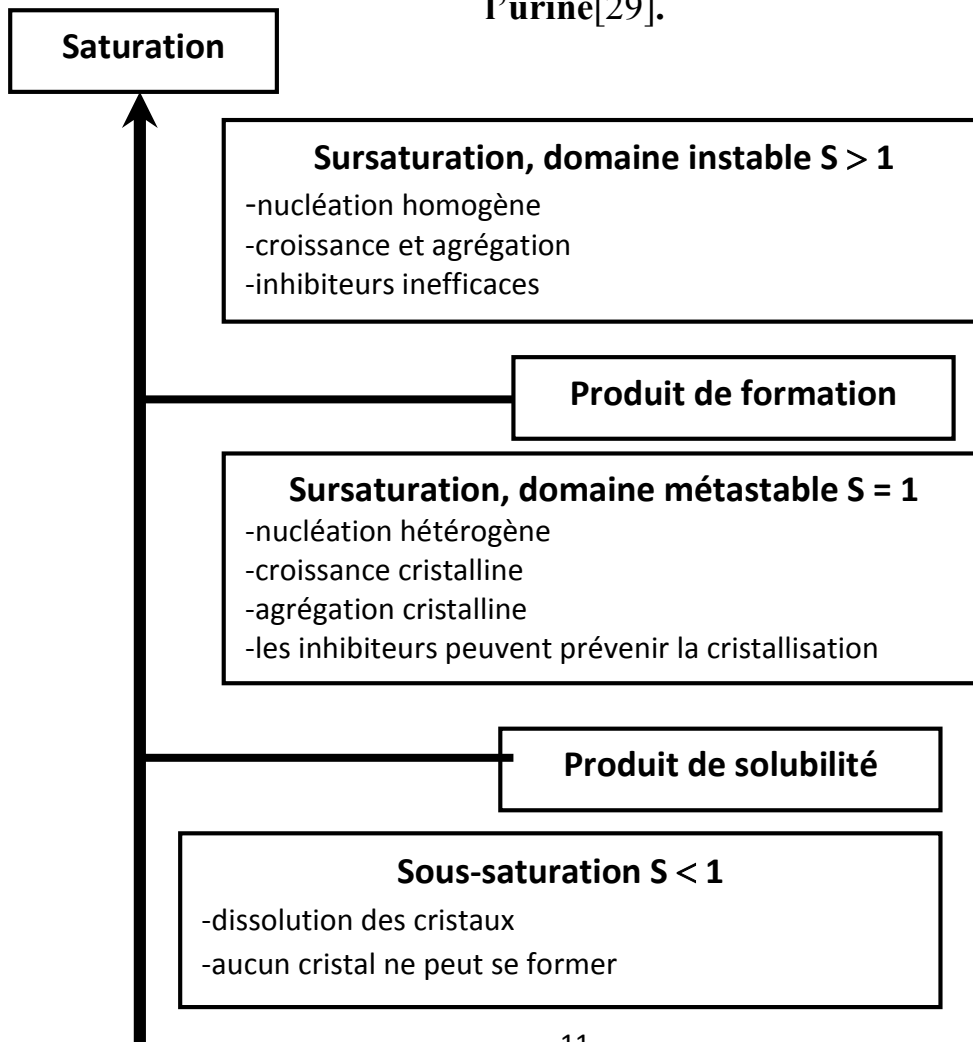 l’urine[29].
Saturation
Sursaturation, domaine instable S > 1
-nucléation homogène
-croissance et agrégation
-inhibiteurs inefficaces
Produit de formation
Sursaturation, domaine métastable S = 1
-nucléation hétérogène
-croissance cristalline
-agrégation cristalline
-les inhibiteurs peuvent prévenir la cristallisation
Produit de solubilité
Sous-saturation S < 1
-dissolution des cristaux
-aucun cristal ne peut se former
11